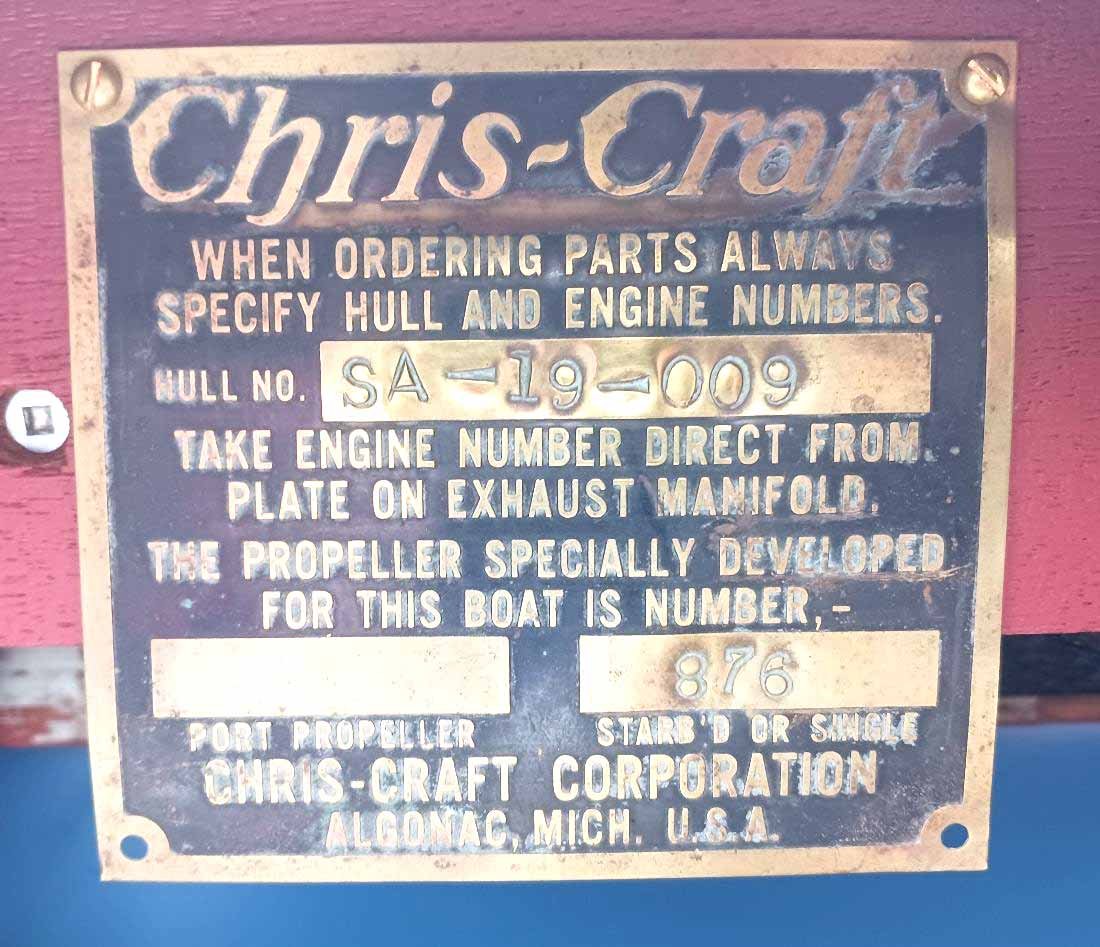 Chris-Craft
WHEN ORDERING PARTS ALWAYS
SPECIFY HULL AND ENGINE NUMBERS.
HULL NO. SA-19-009
TAKE ENGINE NUMBER DIRECT FROM
PLATE ON EXHAUST MANIFOLD.
THE PROPELLER SPECIALLY DEVELOPED
FOR THIS BOAT IS NUMBER,-
876
PORT PROPELLER STARB'D OR SINGLE
CHRIS-CRAFT CORPORATION
ALGONAC, MICH. U.S.A.